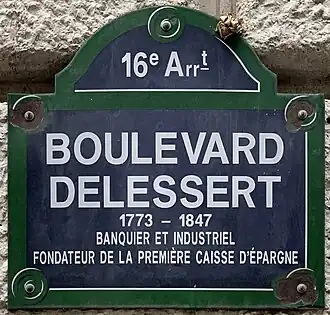 16e Arrt
BOULEVARD
DELESSERT
1773 – 1847
BANQUIER ET INDUSTRIEL
FONDATEUR DE LA PREMIÈRE CAISSE D'ÉPARGNE